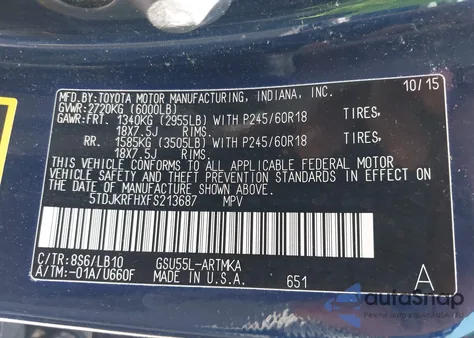 MFD.BY:TOYOTA MOTOR MANUFACTURING, INDIANA, INC. 10/15
GVWR:2720KG (6000LB)
GAWR:FRT. 1340KG (2955LB) WITH P245/60R18 TIRES,
18X7.5J RIMS.
RR. 1585KG (3505LB) WITH P245/60R18 TIRES,
18X7.5J RIMS.
THIS VEHICLE CONFORMS TO ALL APPLICABLE FEDERAL MOTOR
VEHICLE SAFETY AND THEFT PREVENTION STANDARDS IN EFFECT
ON THE DATE OF MANUFACTURE SHOWN ABOVE.
5TDJKRFHXFS213687 MPV
C/TR:8S6/LB10 GSU55L-ARTMKA
A/TM:-01A/U660F MADE IN U.S.A. 651 A
AutoSnap